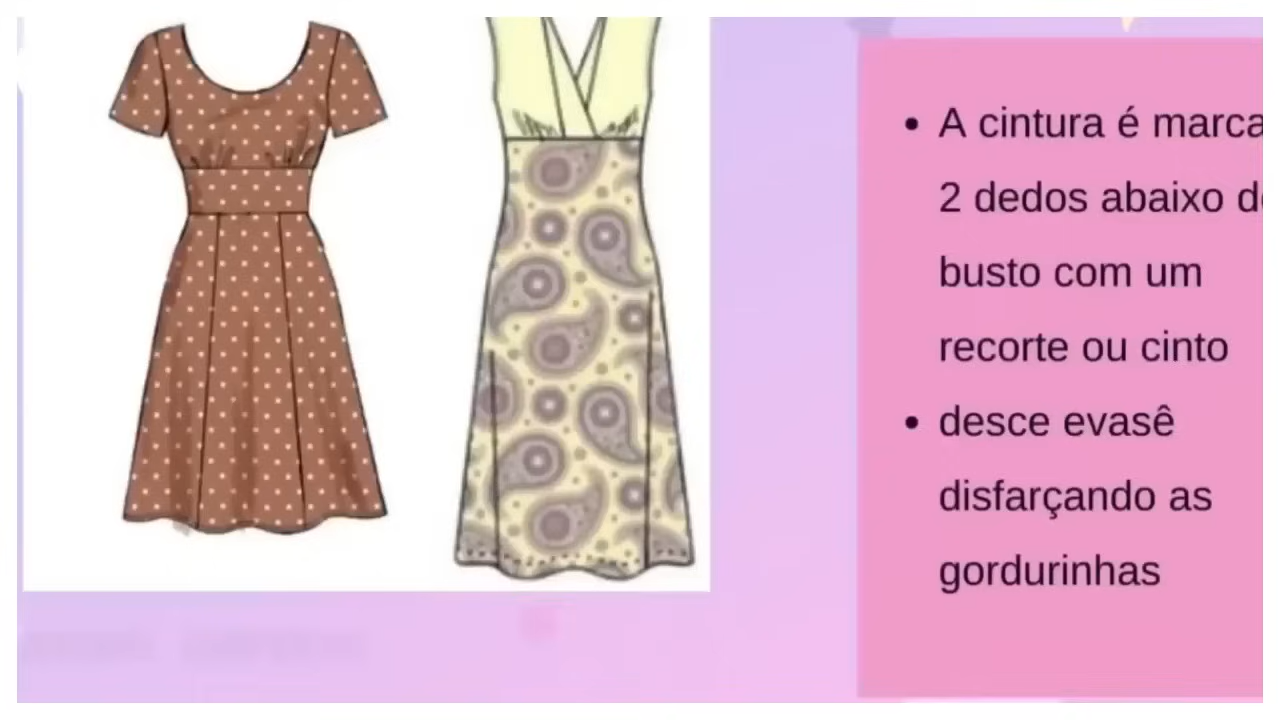 A cintura é marca
2 dedos abaixo d
busto com um
recorte ou cinto
desce evasê
disfarçando as
gordurinhas